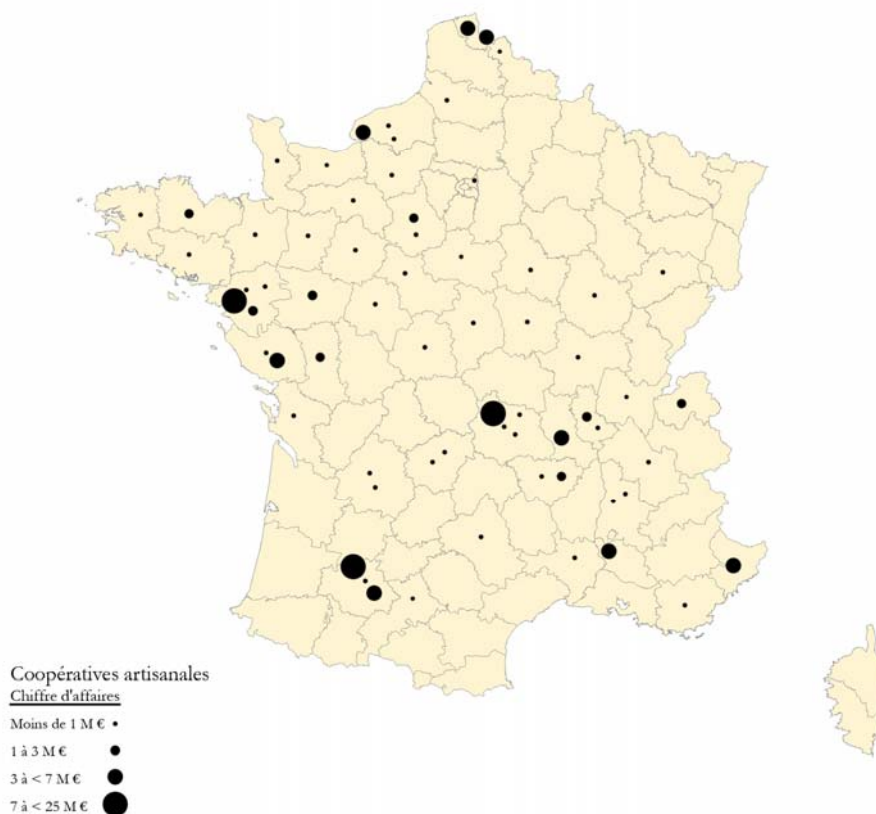 Coopératives artisanales
Chiffre d'affaires
Moins de 1 M €
1 à 3 M €
3 à < 7 M €
7 à < 25 M €